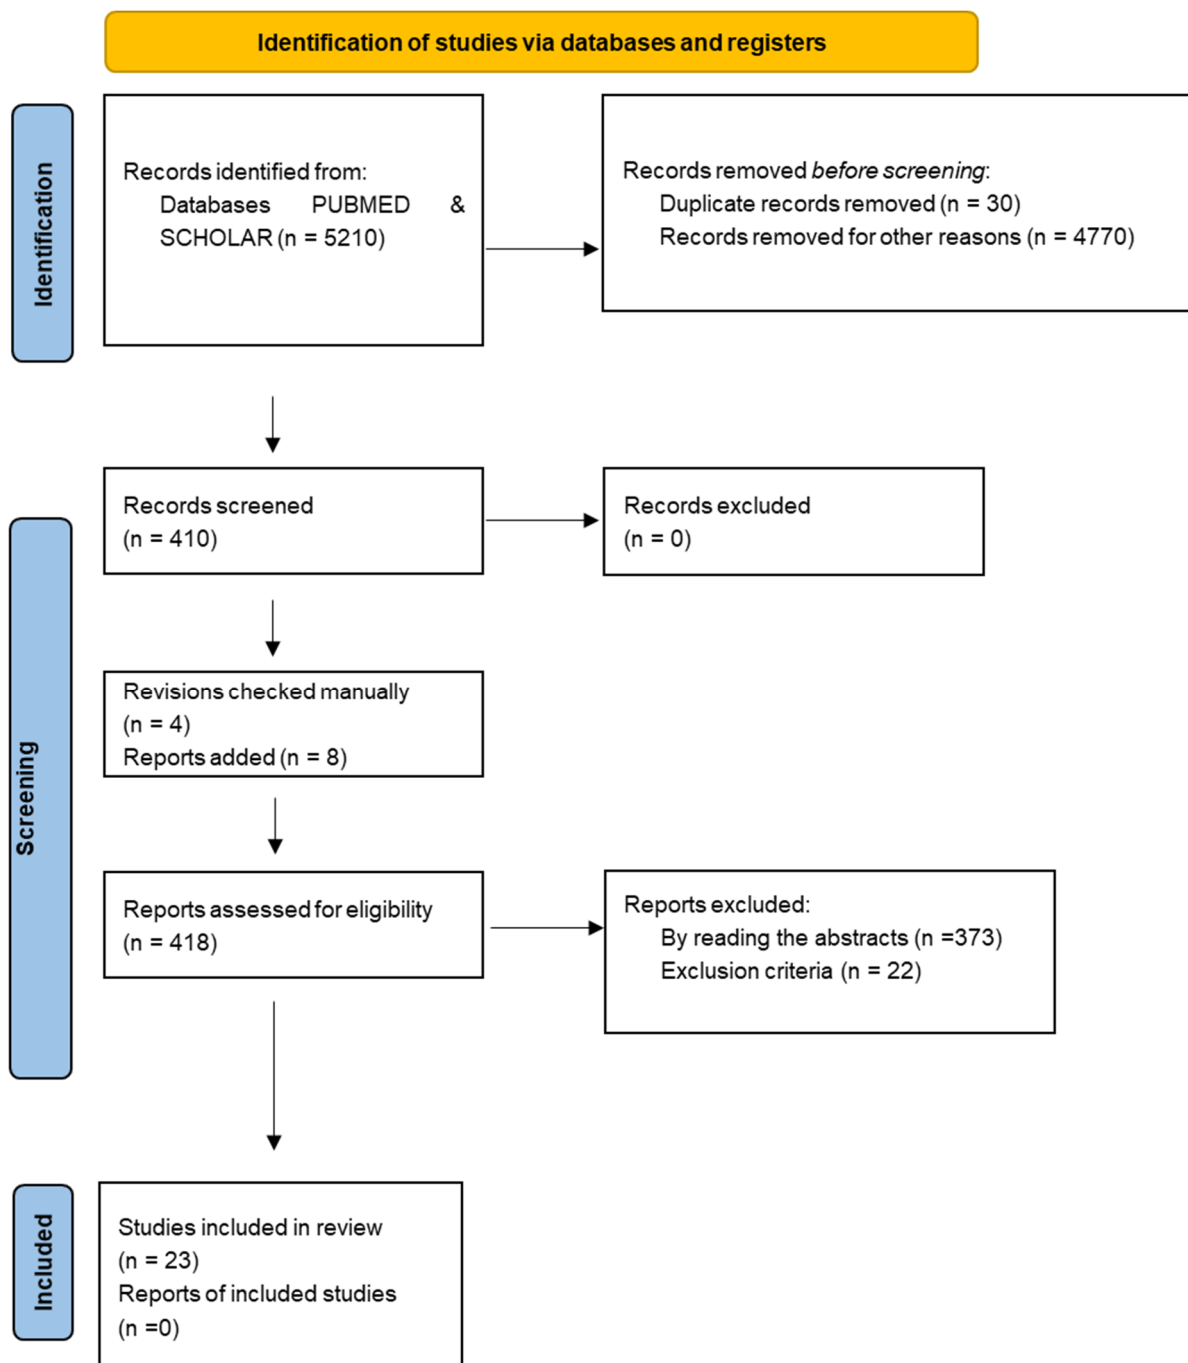 Identification of studies via databases and registers
Identification
Records identified from:
Databases PUBMED &
SCHOLAR (n = 5210)
Records removed before screening:
Duplicate records removed (n = 30)
Records removed for other reasons (n = 4770)
Screening
Records screened
(n = 410)
Records excluded
(n = 0)
Revisions checked manually
(n = 4)
Reports added (n = 8)
Reports assessed for eligibility
(n = 418)
Reports excluded:
By reading the abstracts (n =373)
Exclusion criteria (n = 22)
Included
Studies included in review
(n = 23)
Reports of included studies
(n =0)